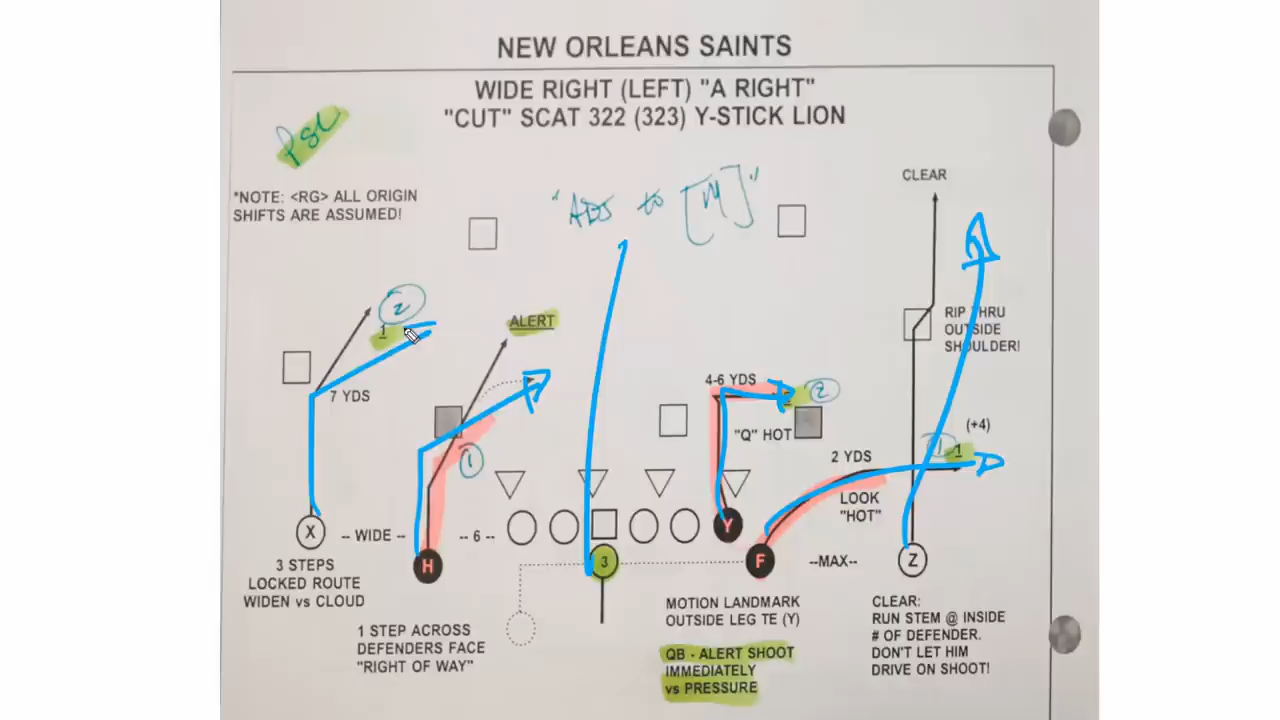 NEW ORLEANS SAINTS
WIDE RIGHT (LEFT) "A RIGHT"
"CUT" SCAT 322 (323) Y-STICK LION
PSL
*NOTE: <RG> ALL ORIGIN
SHIFTS ARE ASSUMED!
"ADJ to [M]"
CLEAR
2
1
ALERT
RIP THRU
OUTSIDE
SHOULDER!
7 YDS
4-6 YDS
2
"Q" HOT
(+4)
1
1
1
2 YDS
LOOK
"HOT"
X
-- WIDE --
H
-- 6 --
3
Y
F
--MAX--
Z
3 STEPS
LOCKED ROUTE
WIDEN vs CLOUD
1 STEP ACROSS
DEFENDERS FACE
"RIGHT OF WAY"
MOTION LANDMARK
OUTSIDE LEG TE (Y)
QB - ALERT SHOOT
IMMEDIATELY
vs PRESSURE
CLEAR:
RUN STEM @ INSIDE
# OF DEFENDER.
DON'T LET HIM
DRIVE ON SHOOT!